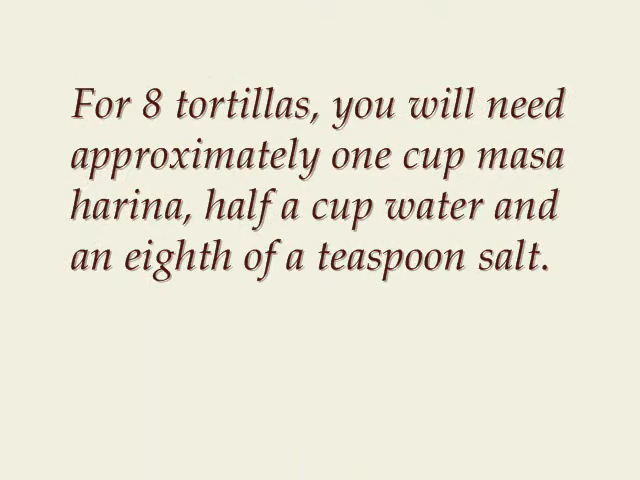 For 8 tortillas, you will need
approximately one cup masa
harina, half a cup water and
an eighth of a teaspoon salt.